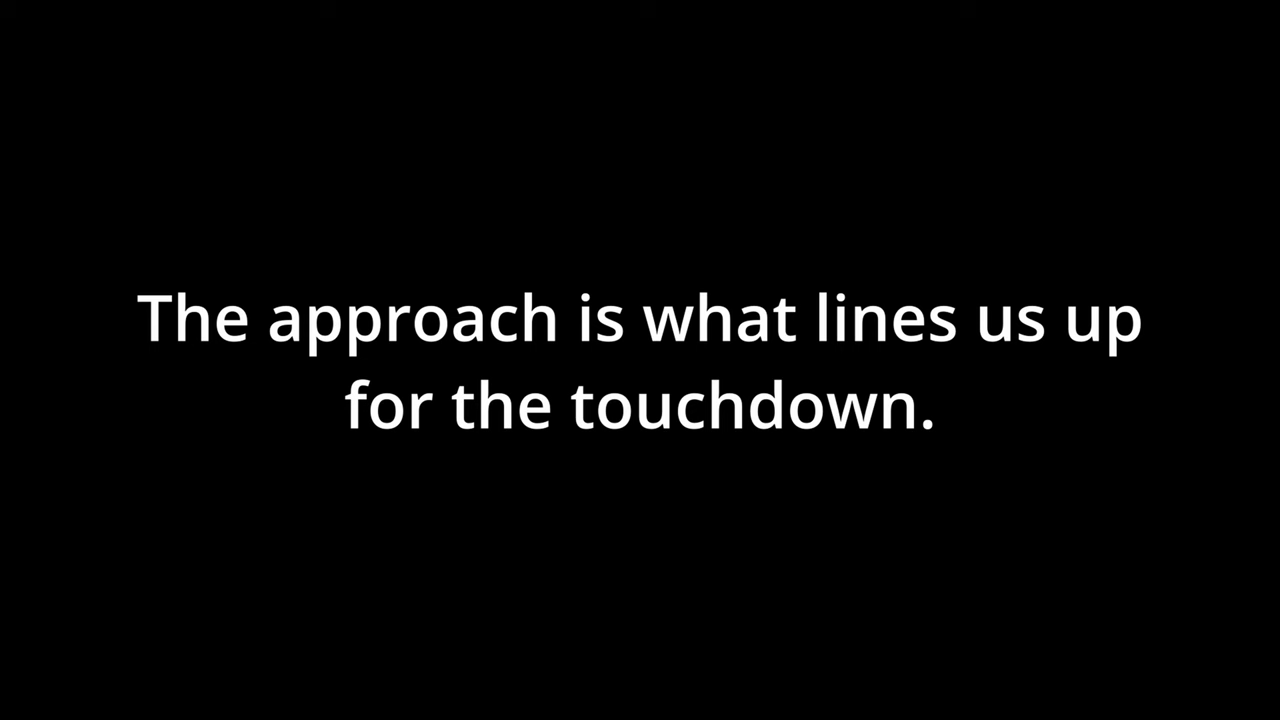 The approach is what lines us up
for the touchdown.